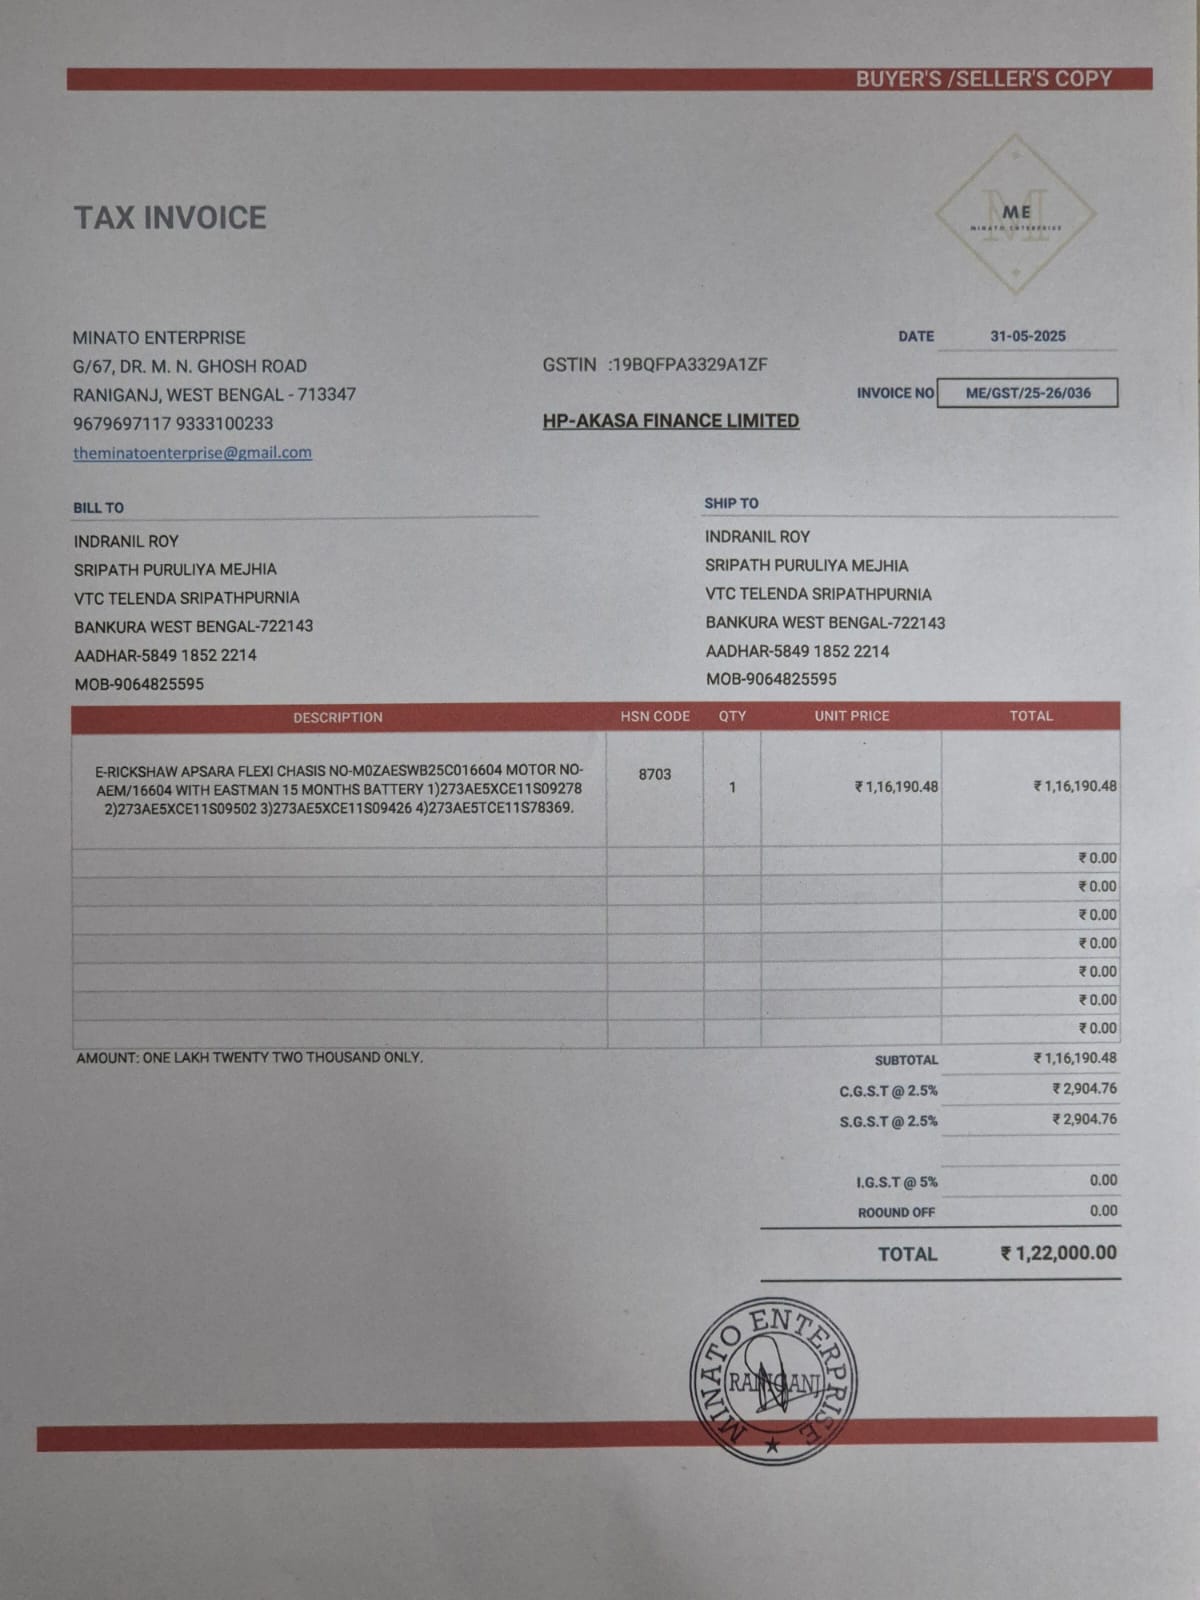 BUYER'S /SELLER'S COPY
TAX INVOICE
M
ME
MINATO ENTERPRISE
MINATO ENTERPRISE
G/67, DR. M. N. GHOSH ROAD
RANIGANJ, WEST BENGAL - 713347
9679697117 9333100233
theminatoenterprise@gmail.com
GSTIN :19BQFPA3329A1ZF
HP-AKASA FINANCE LIMITED
DATE 31-05-2025
INVOICE NO ME/GST/25-26/036
BILL TO
INDRANIL ROY
SRIPATH PURULIYA MEJHIA
VTC TELENDA SRIPATHPURNIA
BANKURA WEST BENGAL-722143
AADHAR-5849 1852 2214
MOB-9064825595
SHIP TO
INDRANIL ROY
SRIPATH PURULIYA MEJHIA
VTC TELENDA SRIPATHPURNIA
BANKURA WEST BENGAL-722143
AADHAR-5849 1852 2214
MOB-9064825595
DESCRIPTION HSN CODE QTY UNIT PRICE TOTAL
E-RICKSHAW APSARA FLEXI CHASIS NO-M0ZAESWB25C016604 MOTOR NO-
AEM/16604 WITH EASTMAN 15 MONTHS BATTERY 1)273AE5XCE11S09278
2)273AE5XCE11S09502 3)273AE5XCE11S09426 4)273AE5TCE11S78369.
8703 1 ₹ 1,16,190.48 ₹ 1,16,190.48
₹ 0.00
₹ 0.00
₹ 0.00
₹ 0.00
₹ 0.00
₹ 0.00
₹ 0.00
AMOUNT: ONE LAKH TWENTY TWO THOUSAND ONLY.
SUBTOTAL ₹ 1,16,190.48
C.G.S.T @ 2.5% ₹ 2,904.76
S.G.S.T @ 2.5% ₹ 2,904.76
I.G.S.T @ 5% 0.00
ROOUND OFF 0.00
TOTAL ₹ 1,22,000.00
MINATO ENTERPRISE
RANIGANJ